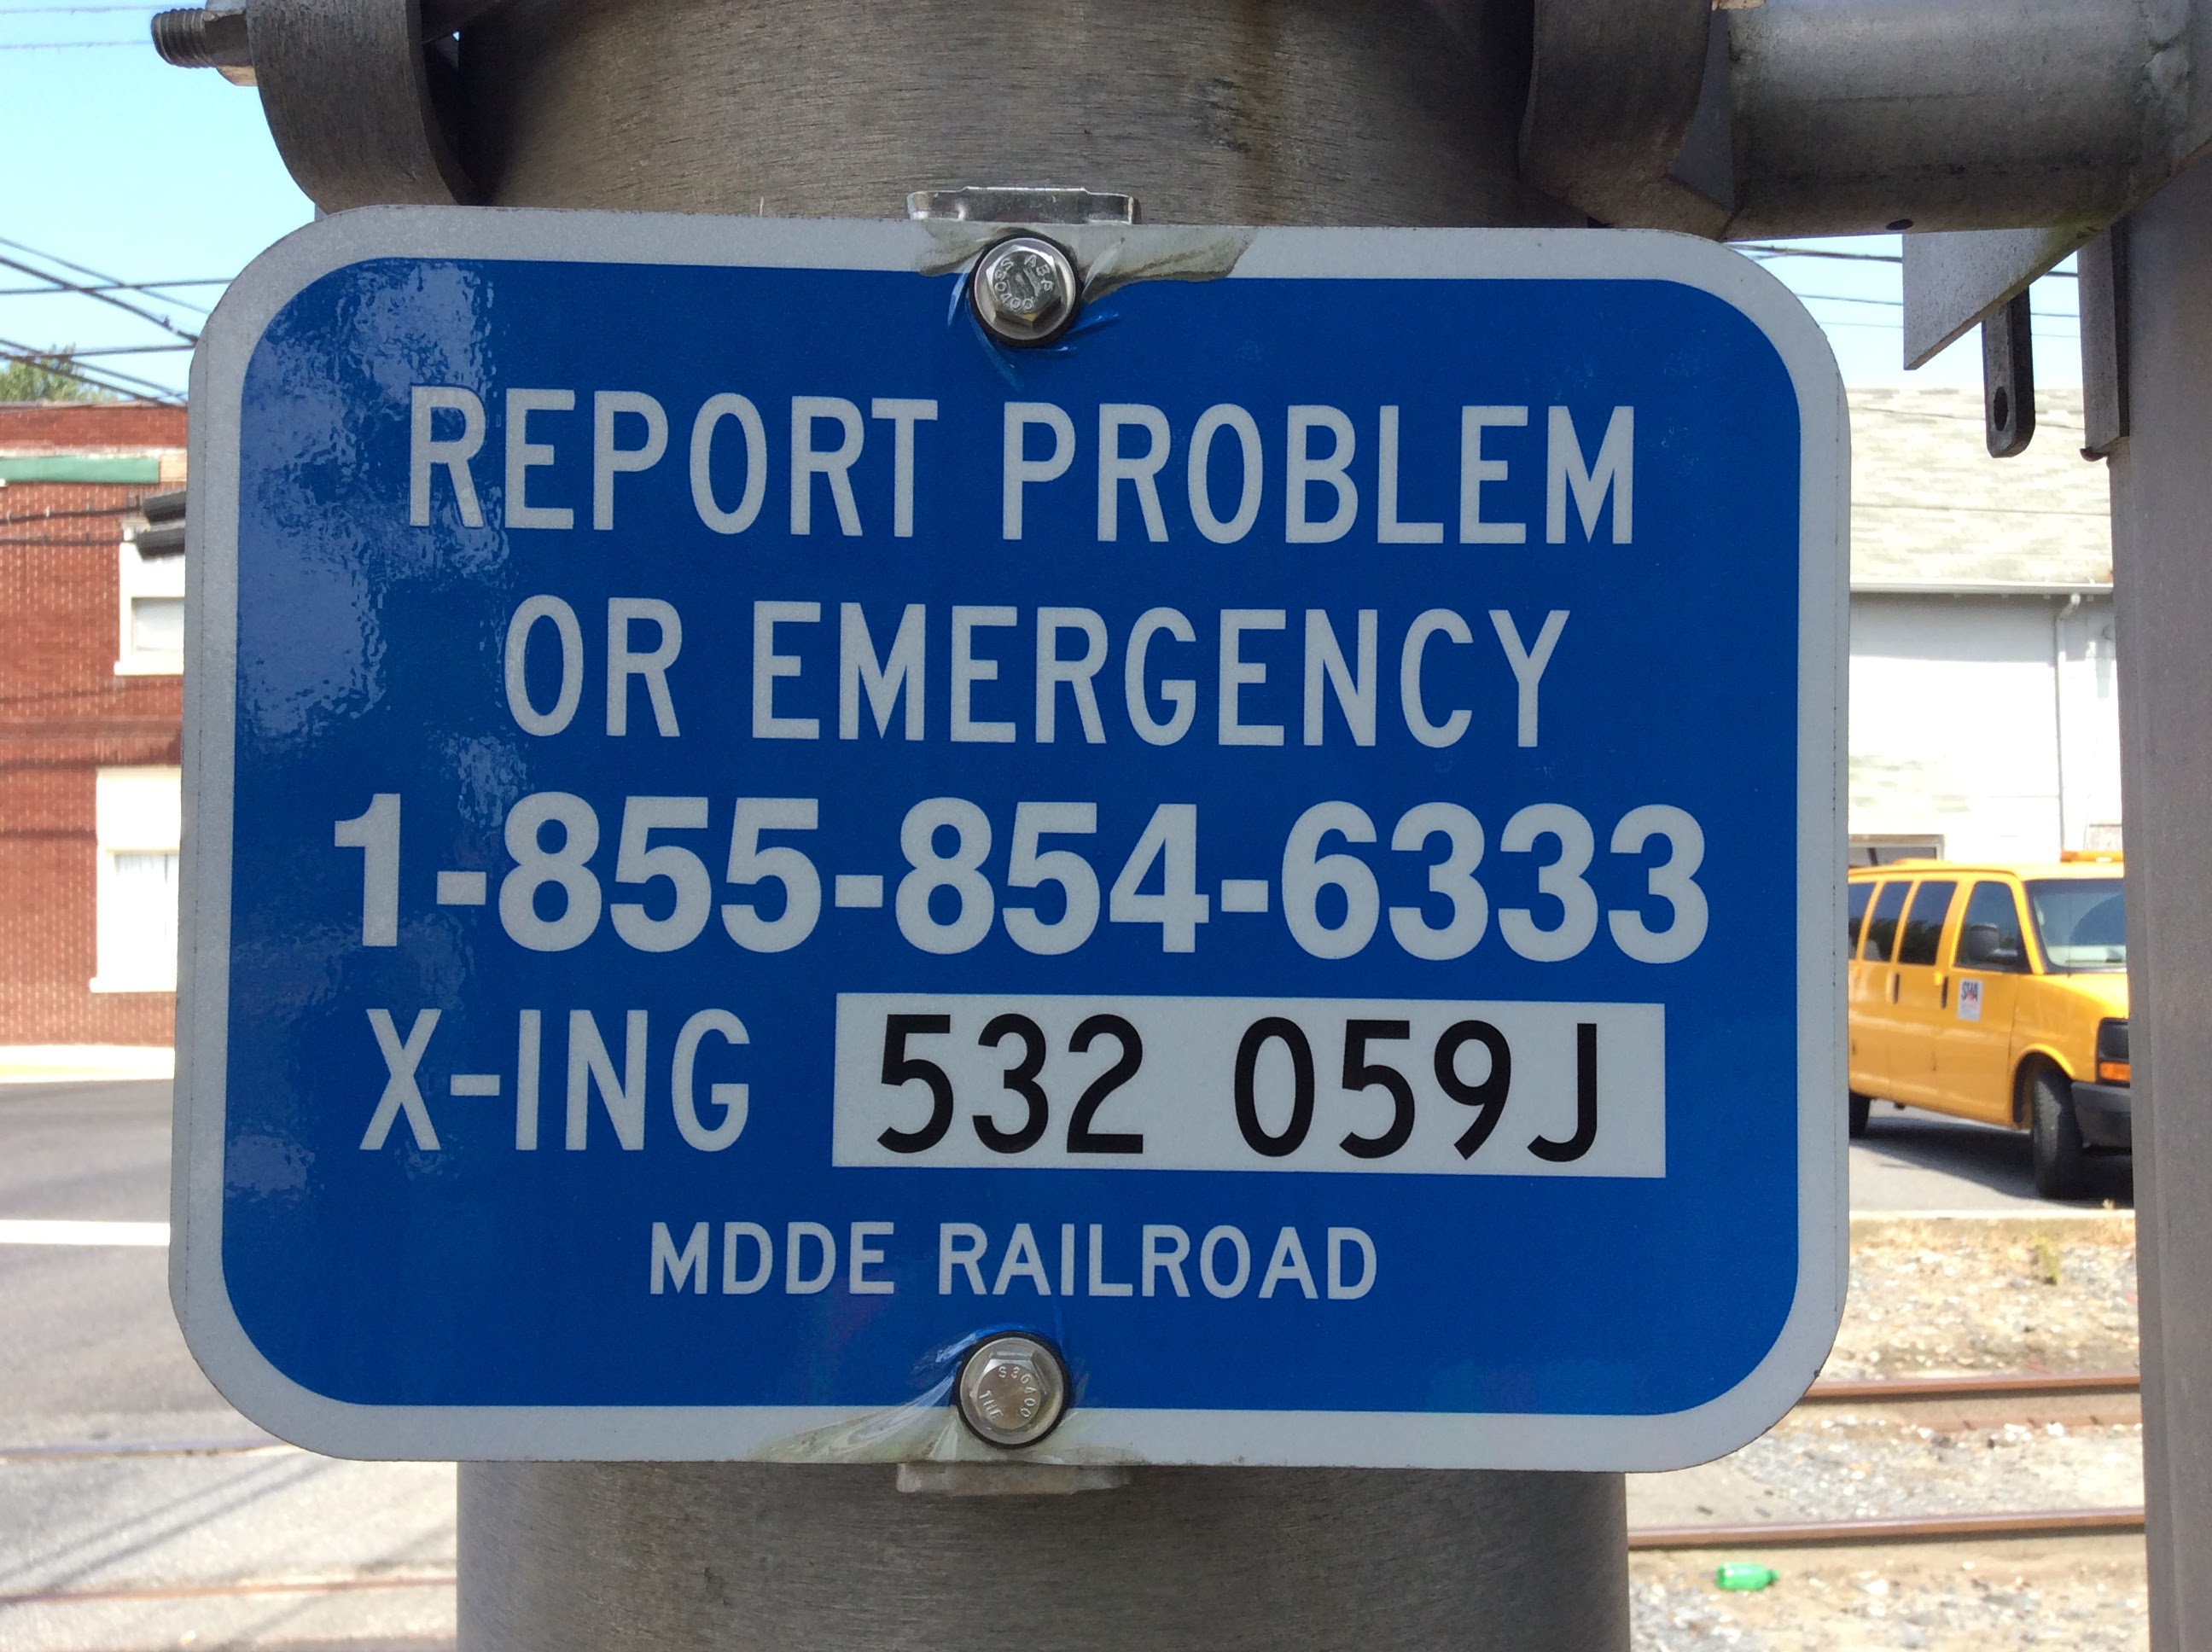 REPORT PROBLEM
OR EMERGENCY
1-855-854-6333
X-ING 532 059J
MDDE RAILROAD